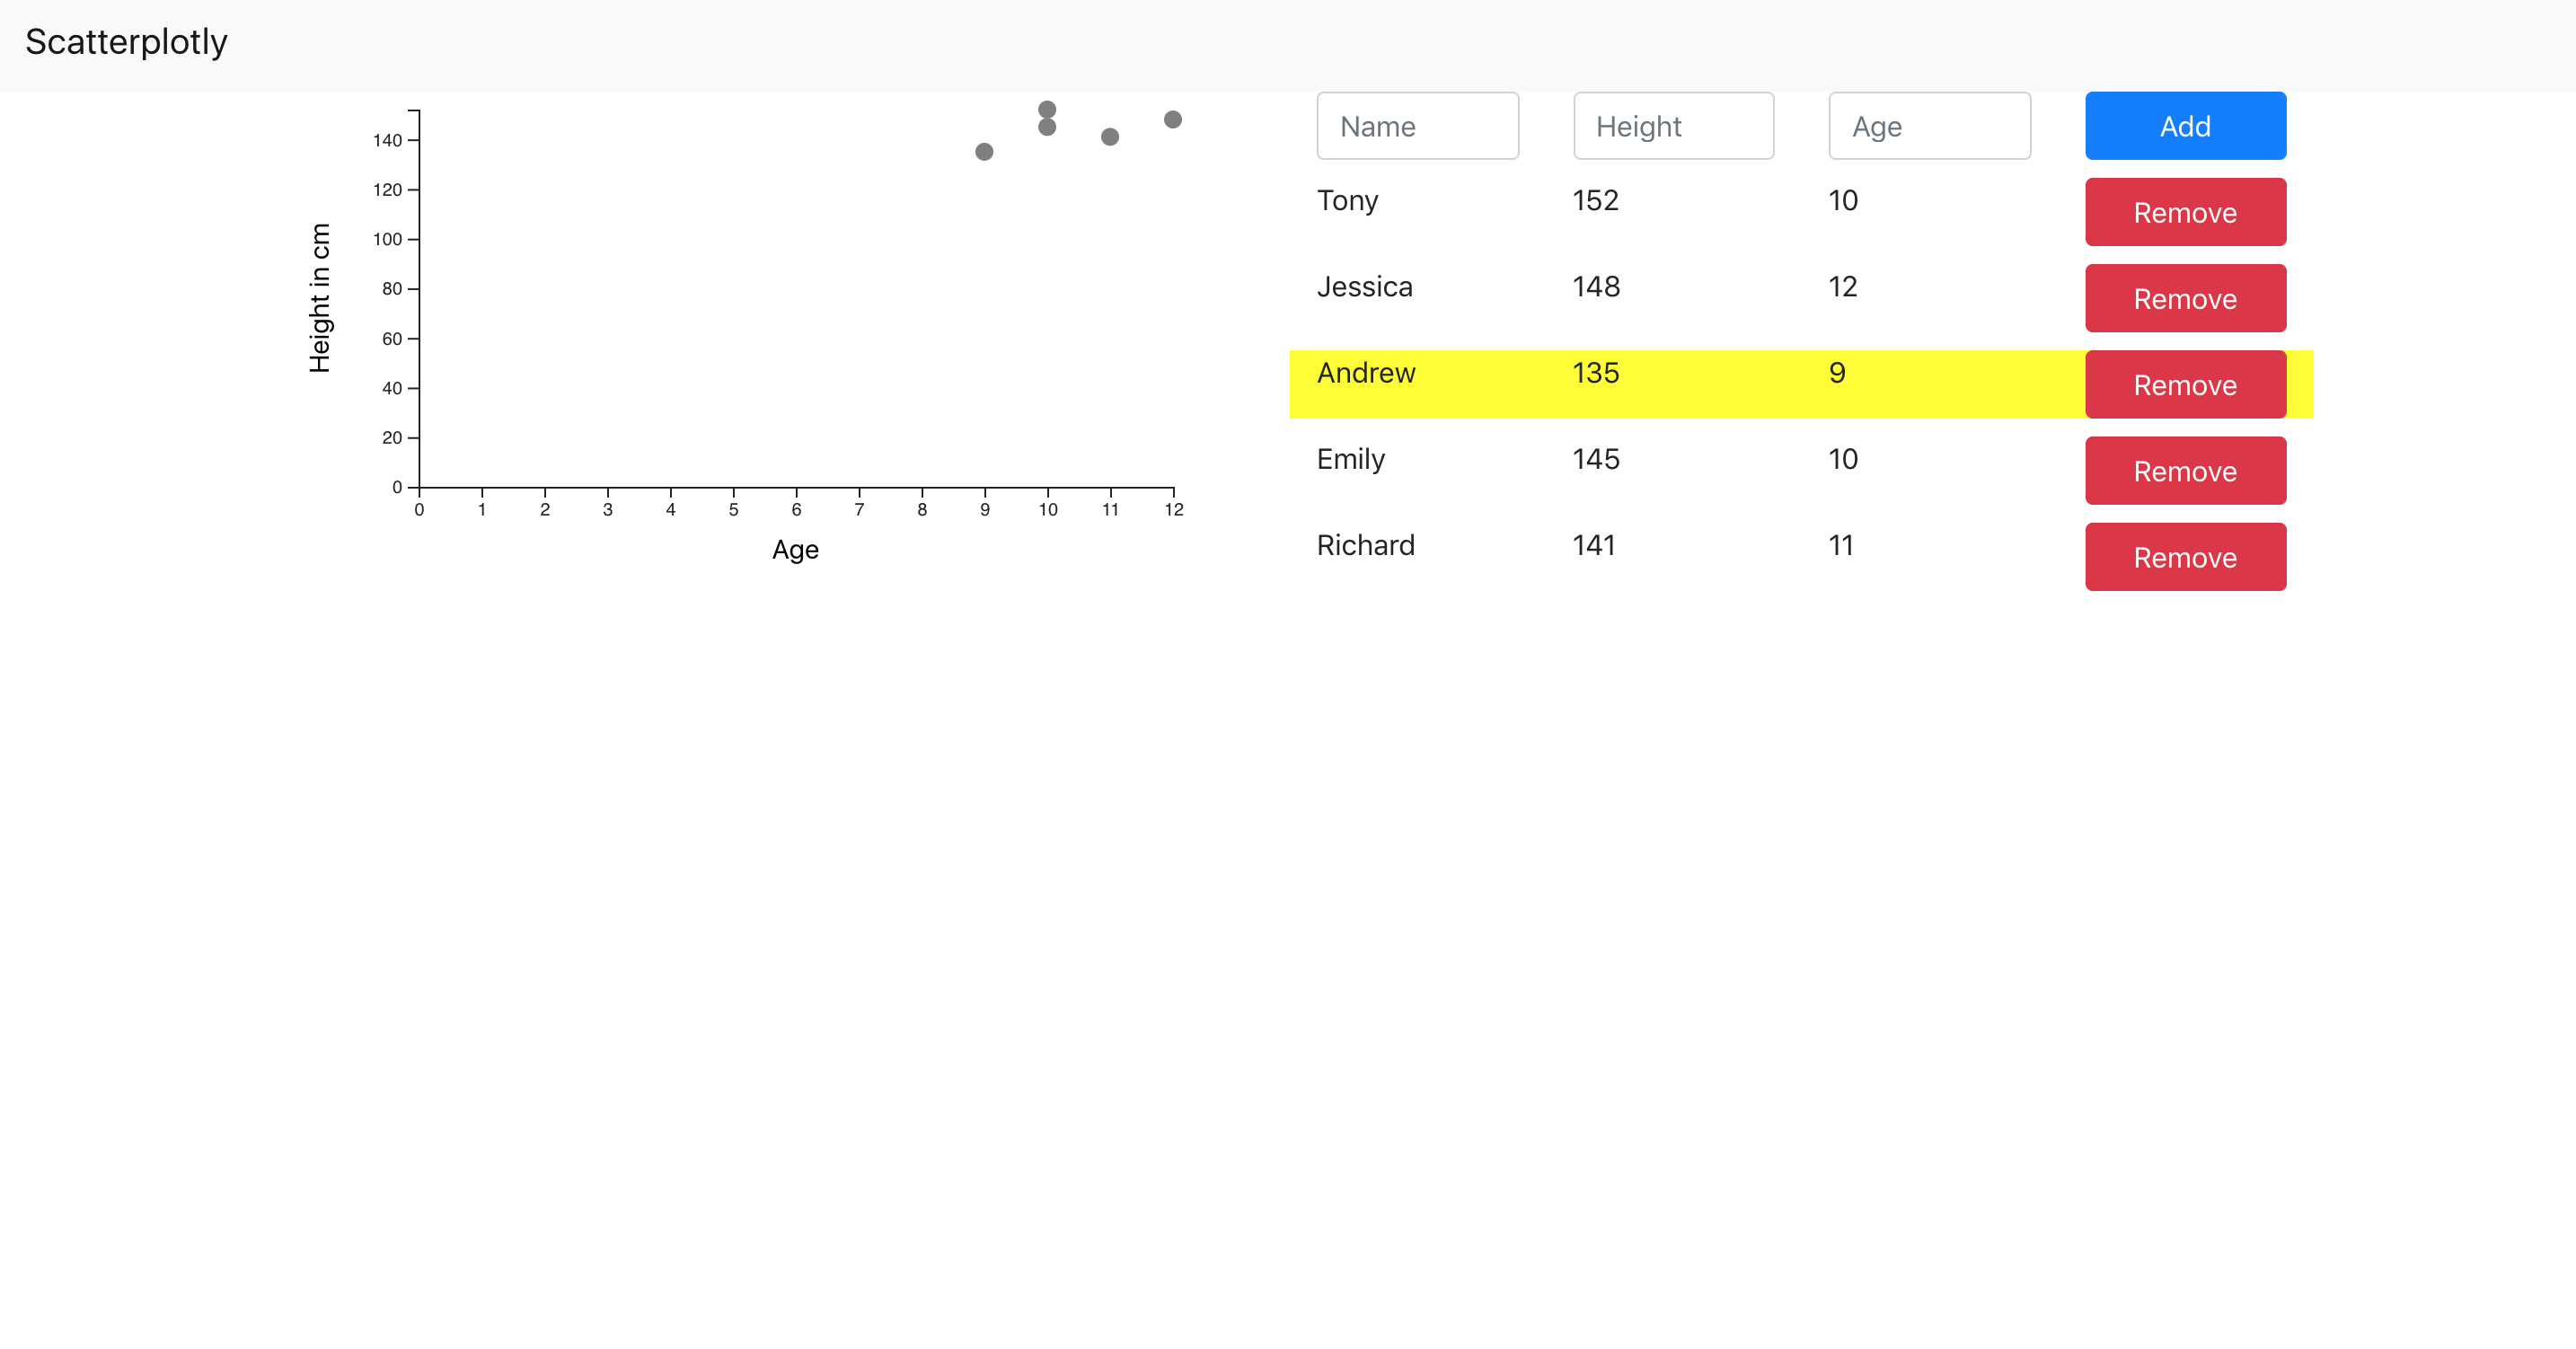 Scatterplotly
140
120
100
80
60
40
20
0
Height in cm
0 1 2 3 4 5 6 7 8 9 10 11 12
Age
Name Height Age Add
Tony 152 10 Remove
Jessica 148 12 Remove
Andrew 135 9 Remove
Emily 145 10 Remove
Richard 141 11 Remove